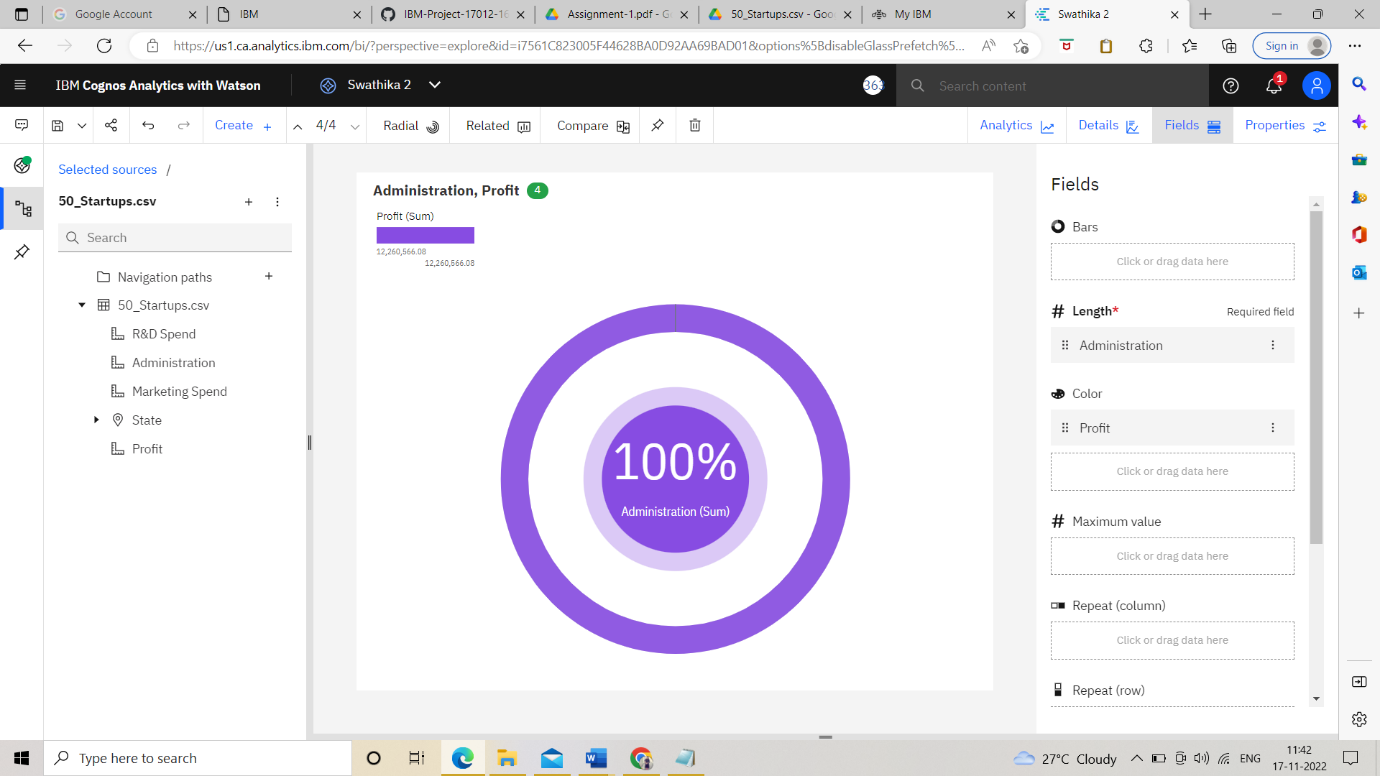 Google Account
IBM
IBM-Project-17012-16
Assignment-1.pdf - G
50_Startups.csv - Goo
My IBM
Swathika 2
https://us1.ca.analytics.ibm.com/bi/?perspective=explore&id=i7561C823005F44628BA0D92AA69BAD01&options%5BdisableGlassPrefetch%5...
Sign in
IBM Cognos Analytics with Watson
Swathika 2
363
Search content
1
Create +
4/4
Radial
Related
Compare
Analytics
Details
Fields
Properties
Selected sources /
50_Startups.csv
Search
Navigation paths
50_Startups.csv
R&D Spend
Administration
Marketing Spend
State
Profit
Administration, Profit 4
Profit (Sum)
12,260,566.08
12,260,566.08
100%
Administration (Sum)
Fields
Bars
Click or drag data here
Length*
Required field
Administration
Color
Profit
Click or drag data here
Maximum value
Click or drag data here
Repeat (column)
Click or drag data here
Repeat (row)
Type here to search
27°C Cloudy
ENG
11:42
17-11-2022